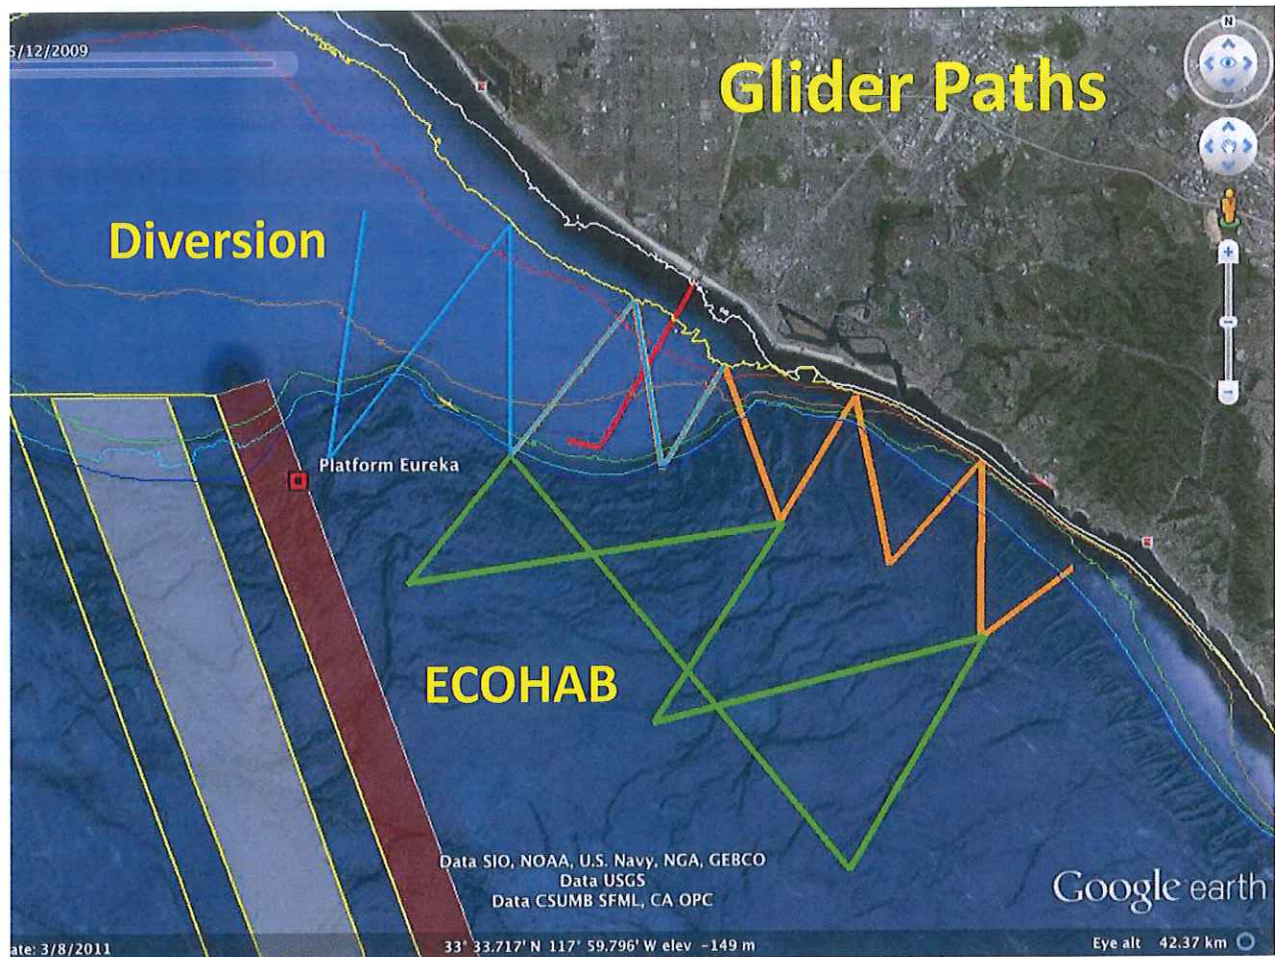 5/12/2009
Glider Paths
N
Diversion
Platform Eureka
ECOHAB
Data SIO, NOAA, U.S. Navy, NGA, GEBCO
Data USGS
Data CSUMB SFML, CA OPC
Google earth
ate: 3/8/2011
33° 33.717' N 117° 59.796' W elev -149 m
Eye alt 42.37 km